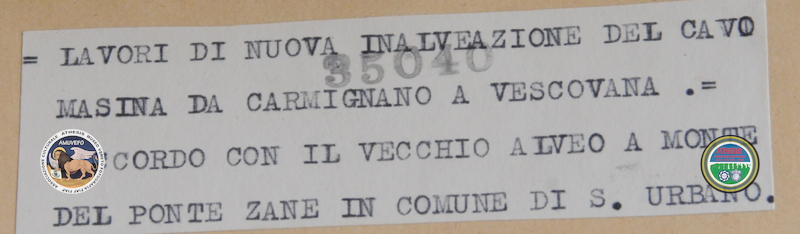 = LAVORI DI NUOVA INALVEAZIONE DEL CAVO
35040
MASINA DA CARMIGNANO A VESCOVANA .=
CORDO CON IL VECCHIO ALVEO A MONTE
DEL PONTE ZANE IN COMUNE DI S. URBANO.
AMUVEFO